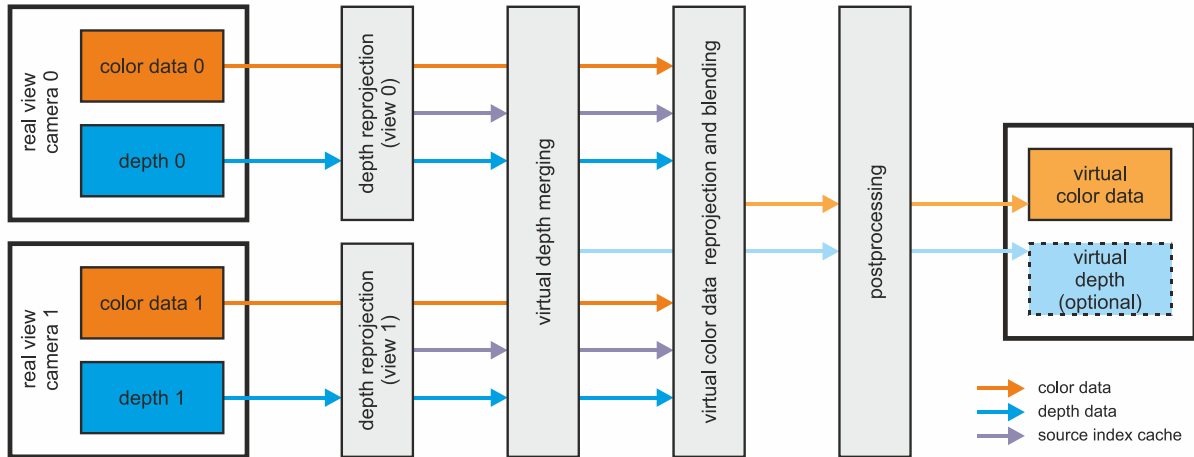 real view
camera 0
color data 0
depth 0
depth reprojection
(view 0)
real view
camera 1
color data 1
depth 1
depth reprojection
(view 1)
virtual depth merging
virtual color data reprojection and blending
postprocessing
virtual
color data
virtual
depth
(optional)
color data
depth data
source index cache